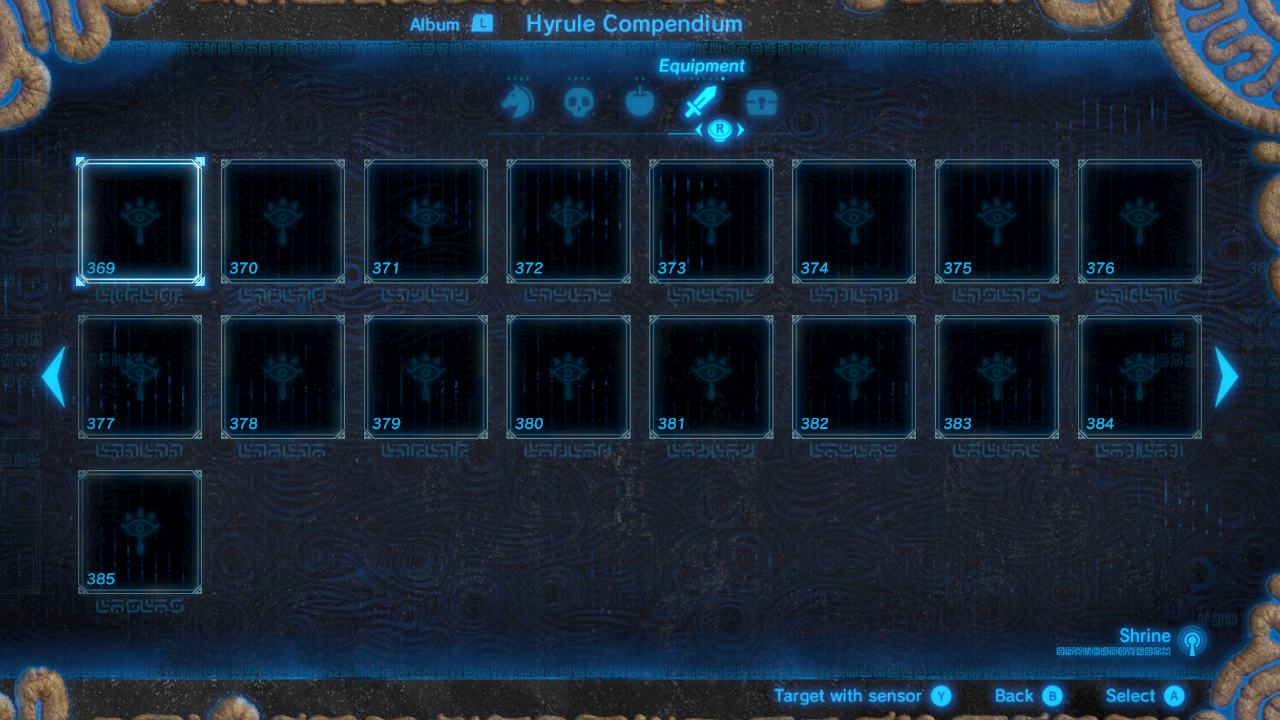 Album L Hyrule Compendium
Equipment
R
369 370 371 372 373 374 375 376
377 378 379 380 381 382 383 384
385
Shrine
Target with sensor Y Back B Select A